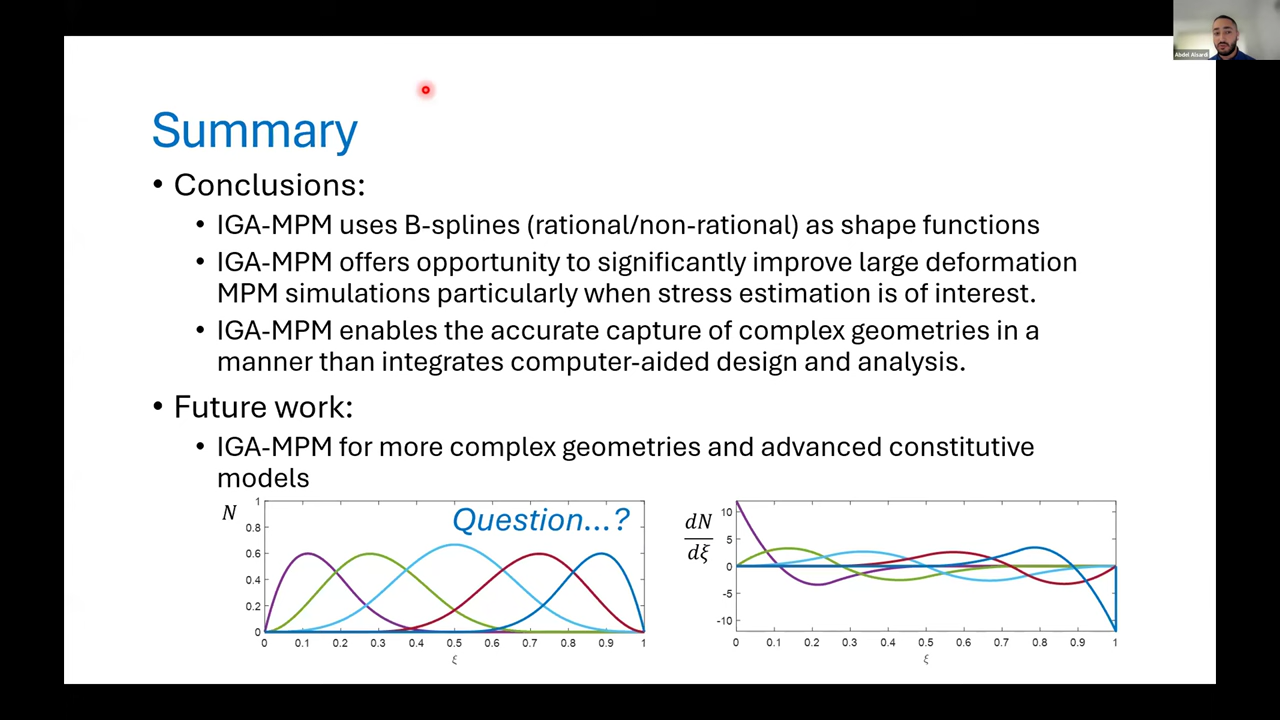 Abdel Alsardi
Summary
• Conclusions:
• IGA-MPM uses B-splines (rational/non-rational) as shape functions
• IGA-MPM offers opportunity to significantly improve large deformation
MPM simulations particularly when stress estimation is of interest.
• IGA-MPM enables the accurate capture of complex geometries in a
manner than integrates computer-aided design and analysis.
• Future work:
• IGA-MPM for more complex geometries and advanced constitutive
models
N
Question...?
1
0.8
0.6
0.4
0.2
0
0 0.1 0.2 0.3 0.4 0.5 0.6 0.7 0.8 0.9 1
ξ
dN
dξ
10
5
0
-5
-10
0 0.1 0.2 0.3 0.4 0.5 0.6 0.7 0.8 0.9 1
ξ